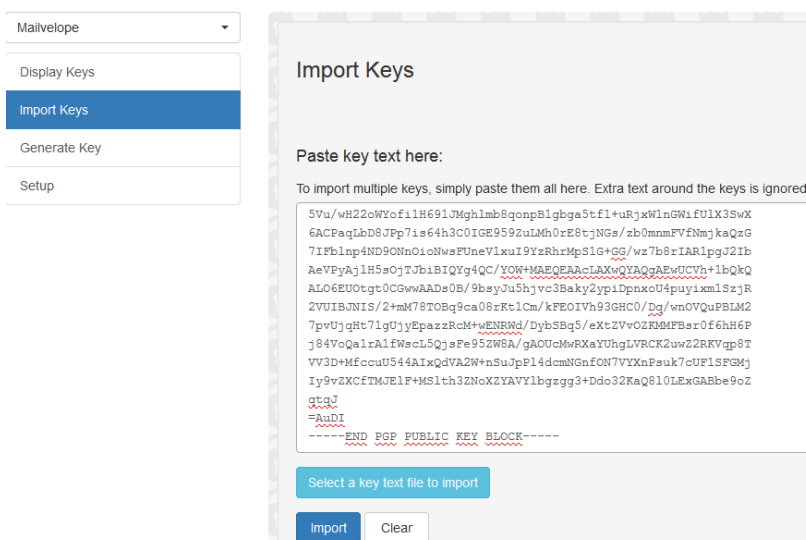 Mailvelope
Display Keys
Import Keys
Generate Key
Setup
Import Keys
Paste key text here:
To import multiple keys, simply paste them all here. Extra text around the keys is ignored
5Vu/wH22oWYofi1H691JMghlmb8qonpB1gbga5tf1+uRjxW1nGWifUlX3SwX
6ACPaqLbD8JPp7is64h3C0IGE959ZuLMh0rE8tjNGs/zb0mnmFVfNmjkaQzG
7IFblnp4ND9ONnOioNwsFUneV1xuI9YzRhrMpS1G+GG/wz7b8rIAR1pgJ2Ib
AeVPyAjlH5sOjTJbiBIQYg4QC/YOW+MAEQEAAcLAXwQYAQgAEwUCVh+1bQkQ
ALO6EUOtgt0CGwwAADs0B/9bsyJu5hjvc3Baky2ypiDpnxoU4puyixm1SzjR
2VUIBJNIS/2+mM78TOBq9ca08rKt1Cm/kFEOIVh93GHC0/Dq/wnOVQuPBLM2
7pvUjqHt71gUjyEpazzRcM+wENRWd/DybSBq5/eXtZVvOZKMMFBsr0f6hH6P
j84VoQa1rA1fWscL5QjsFe95ZW8A/gAOUcMwRXaYUhgLVRCK2uwZ2RKVqp8T
VV3D+MfccuU544AIxQdVA2W+nSuJpPl4dcmNGnfON7VYXnPsuk7cUF1SFGMj
Iy9vZXCfTMJElF+MSlth3ZNoXZYAVYlbgzgg3+Ddo32KaQ8l0LExGABbe9oZ
qtqJ
=AuDI
-----END PGP PUBLIC KEY BLOCK-----
Select a key text file to import
Import
Clear